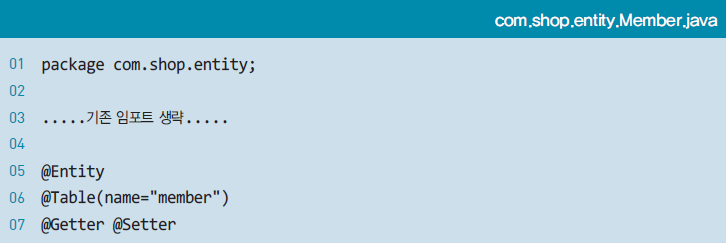 com.shop.entity.Member.java
01 package com.shop.entity;
02
03 .....기존 임포트 생략.....
04
05 @Entity
06 @Table(name="member")
07 @Getter @Setter